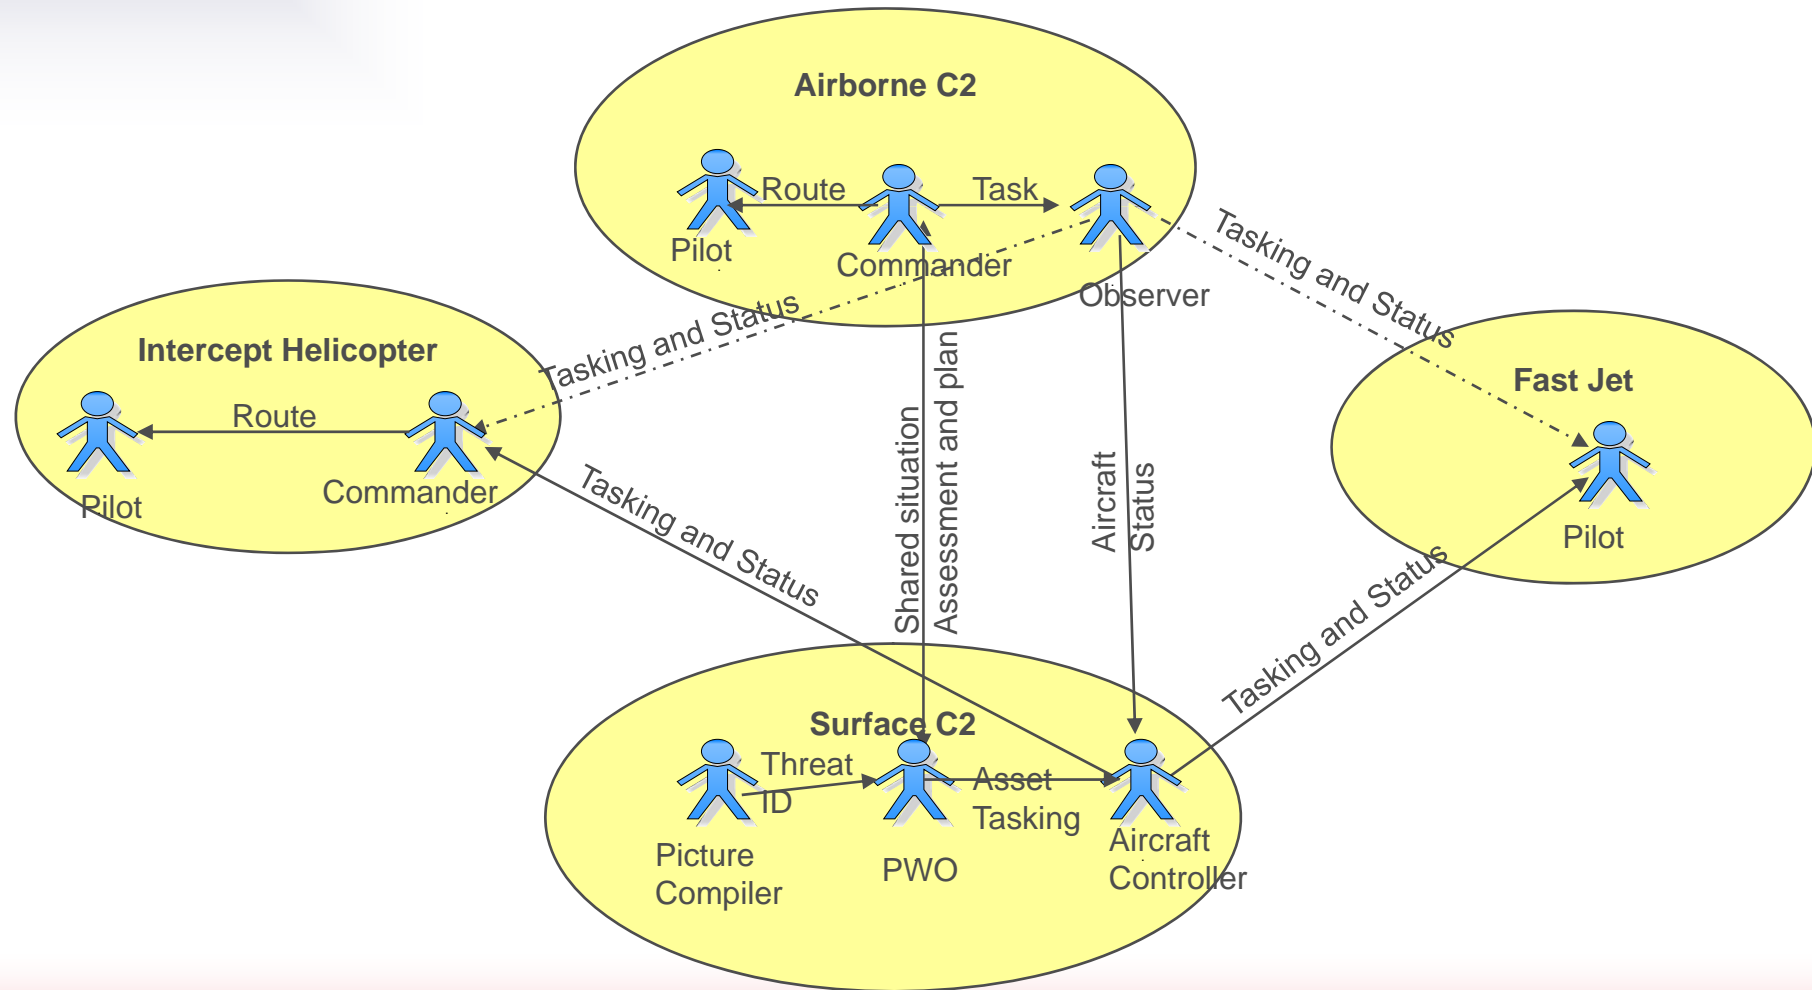 Airborne C2
Route
Task
Pilot
Commander
Observer
Tasking and Status
Tasking and Status
Intercept Helicopter
Route
Pilot
Commander
Fast Jet
Pilot
Shared situation
Assessment and plan
Aircraft
Status
Tasking and Status
Tasking and Status
Surface C2
Threat
ID
Asset
Tasking
Picture
Compiler
PWO
Aircraft
Controller